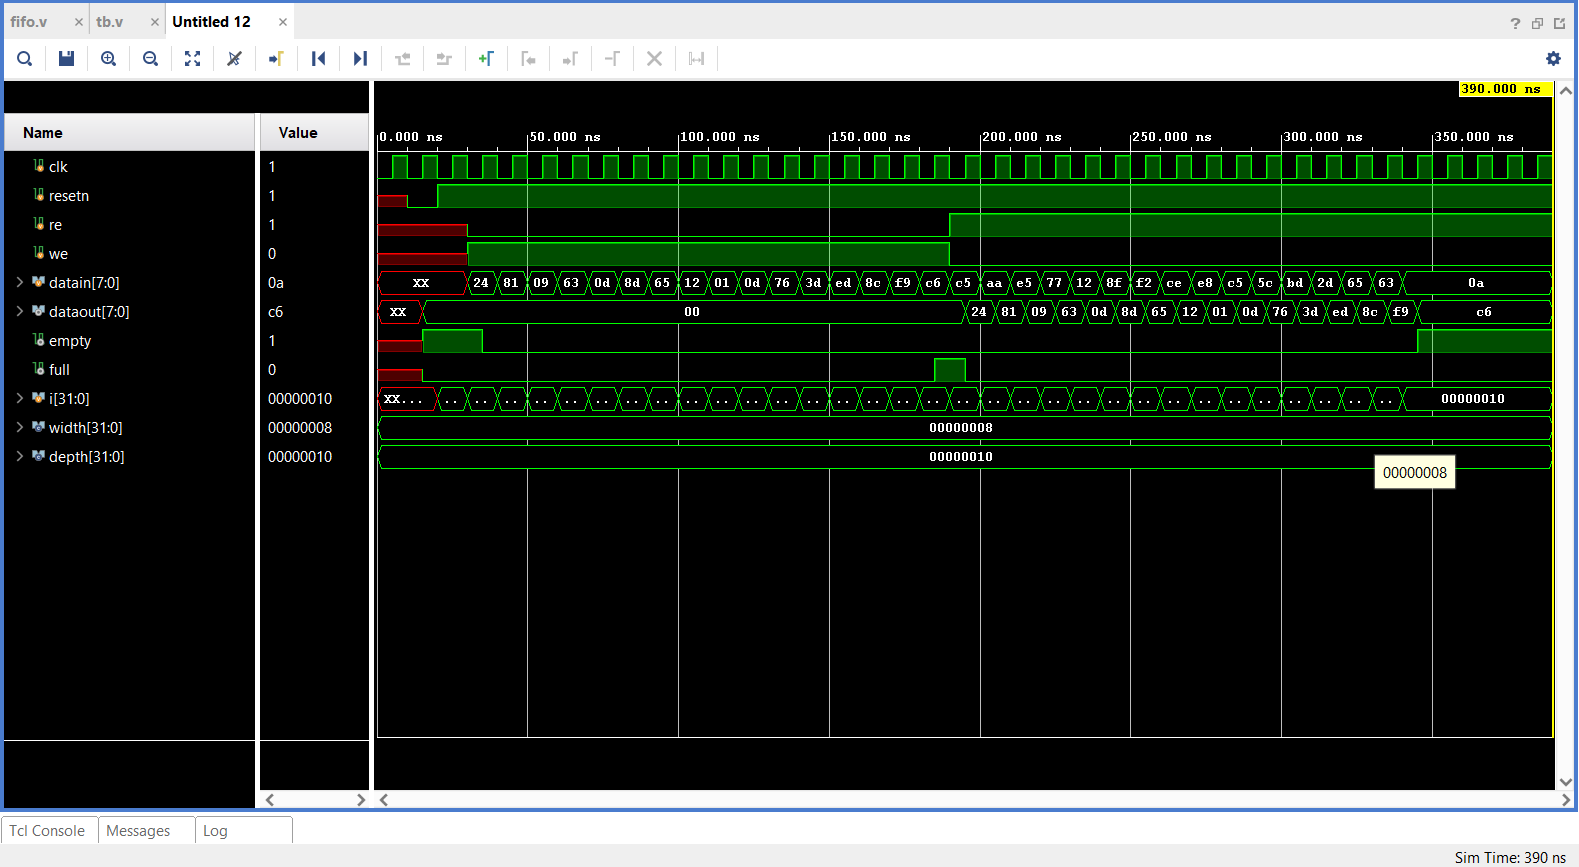 fifo.v × tb.v × Untitled 12 ×
?
390.000 ns
Name Value
0.000 ns 50.000 ns 100.000 ns 150.000 ns 200.000 ns 250.000 ns 300.000 ns 350.000 ns
clk 1
resetn 1
re 1
we 0
datain[7:0] 0a XX 24 81 09 63 0d 8d 65 12 01 0d 76 3d ed 8c f9 c6 c5 aa e5 77 12 8f f2 ce e8 c5 5c bd 2d 65 63 0a
dataout[7:0] c6 XX 00 24 81 09 63 0d 8d 65 12 01 0d 76 3d ed 8c f9 c6
empty 1
full 0
i[31:0] 00000010 XX... .. .. .. .. .. .. .. .. .. .. .. .. .. .. .. .. .. .. .. .. .. .. .. .. .. .. .. .. .. .. .. .. 00000010
width[31:0] 00000008 00000008
depth[31:0] 00000010 00000010
00000008
Tcl Console Messages Log
Sim Time: 390 ns